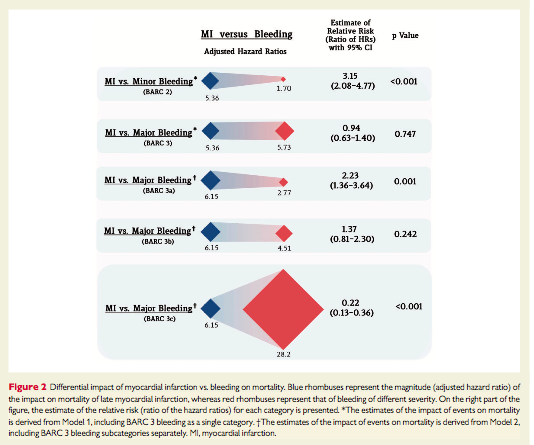 MI versus Bleeding
Adjusted Hazard Ratios
Estimate of
Relative Risk
(Ratio of HRs)
with 95% CI
p Value
MI vs. Minor Bleeding*
(BARC 2)
5.36
1.70
3.15
(2.08–4.77)
<0.001
MI vs. Major Bleeding*
(BARC 3)
5.36
5.73
0.94
(0.63–1.40)
0.747
MI vs. Major Bleeding†
(BARC 3a)
6.15
2.77
2.23
(1.36–3.64)
0.001
MI vs. Major Bleeding†
(BARC 3b)
6.15
4.51
1.37
(0.81–2.30)
0.242
MI vs. Major Bleeding†
(BARC 3c)
6.15
28.2
0.22
(0.13–0.36)
<0.001
Figure 2 Differential impact of myocardial infarction vs. bleeding on mortality. Blue rhombuses represent the magnitude (adjusted hazard ratio) of
the impact on mortality of late myocardial infarction, whereas red rhombuses represent that of bleeding of different severity. On the right part of the
figure, the estimate of the relative risk (ratio of the hazard ratios) for each category is presented. *The estimates of the impact of events on mortality
is derived from Model 1, including BARC 3 bleeding as a single category. †The estimates of the impact of events on mortality is derived from Model 2,
including BARC 3 bleeding subcategories separately. MI, myocardial infarction.